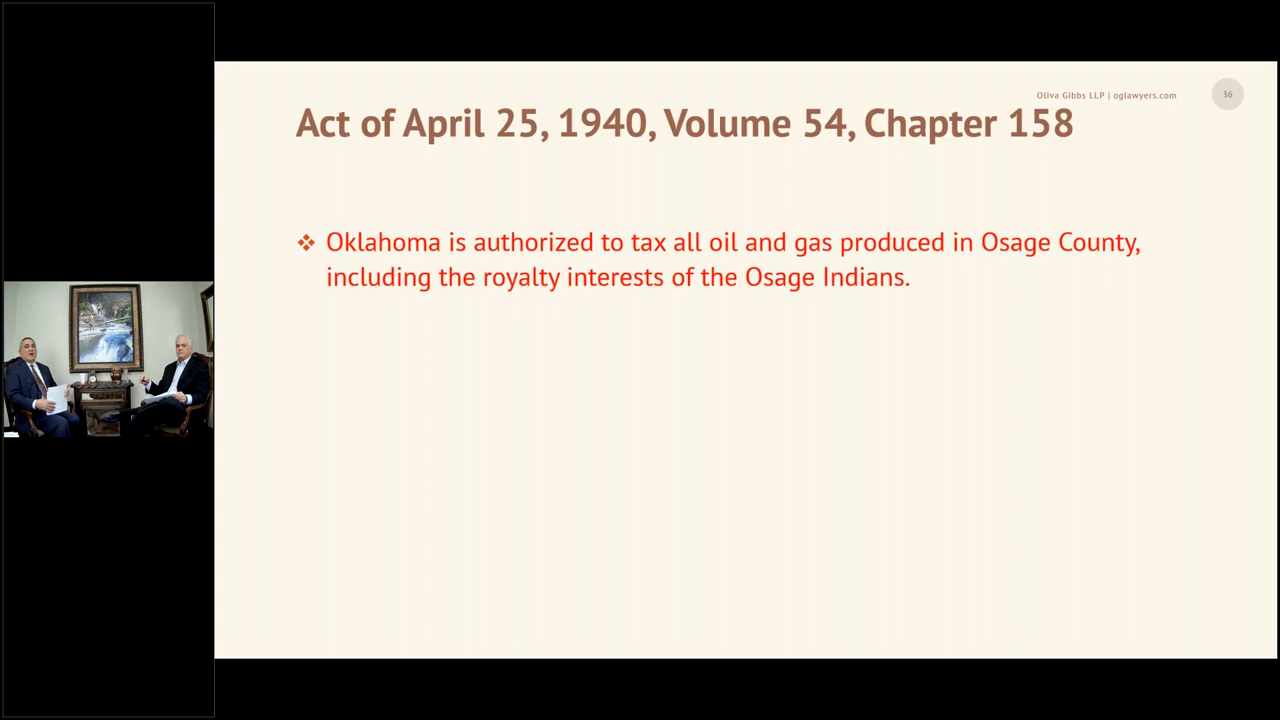 Oliva Gibbs LLP | oglawyers.com
36
Act of April 25, 1940, Volume 54, Chapter 158
❖ Oklahoma is authorized to tax all oil and gas produced in Osage County,
including the royalty interests of the Osage Indians.